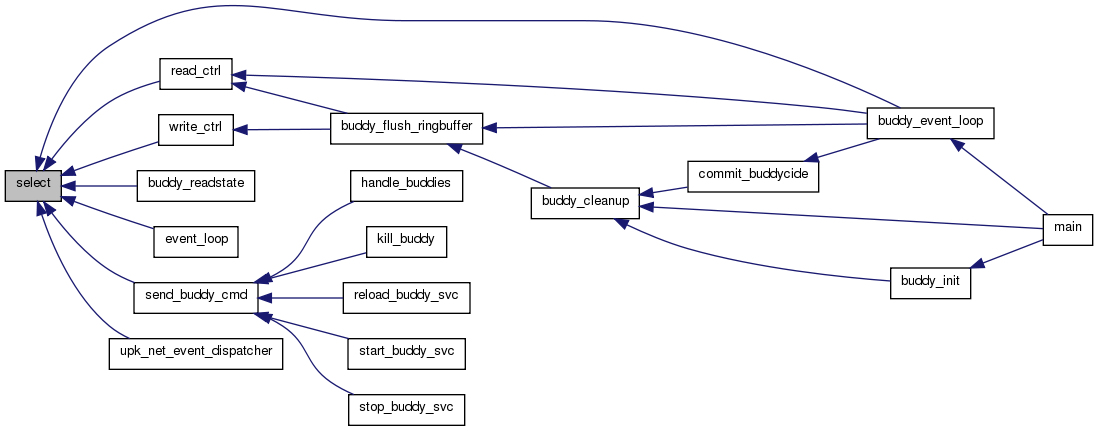 select
read_ctrl
write_ctrl
buddy_readstate
event_loop
send_buddy_cmd
upk_net_event_dispatcher
buddy_flush_ringbuffer
handle_buddies
kill_buddy
reload_buddy_svc
start_buddy_svc
stop_buddy_svc
buddy_cleanup
commit_buddycide
buddy_event_loop
buddy_init
main